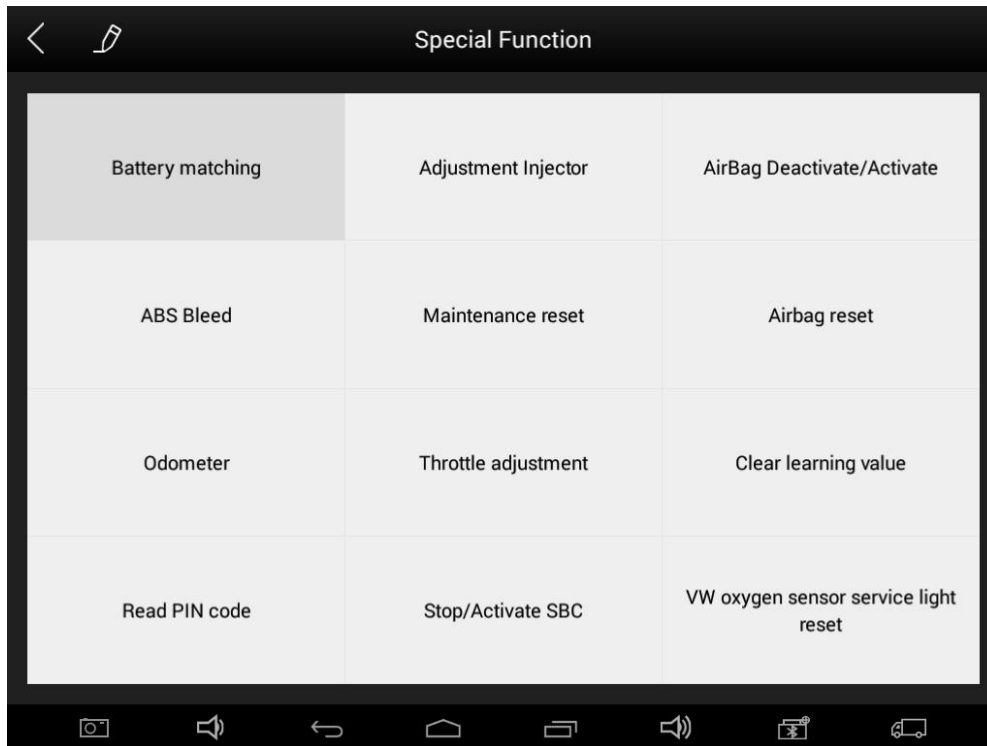 Special Function
Battery matching
Adjustment Injector
AirBag Deactivate/Activate
ABS Bleed
Maintenance reset
Airbag reset
Odometer
Throttle adjustment
Clear learning value
Read PIN code
Stop/Activate SBC
VW oxygen sensor service light
reset